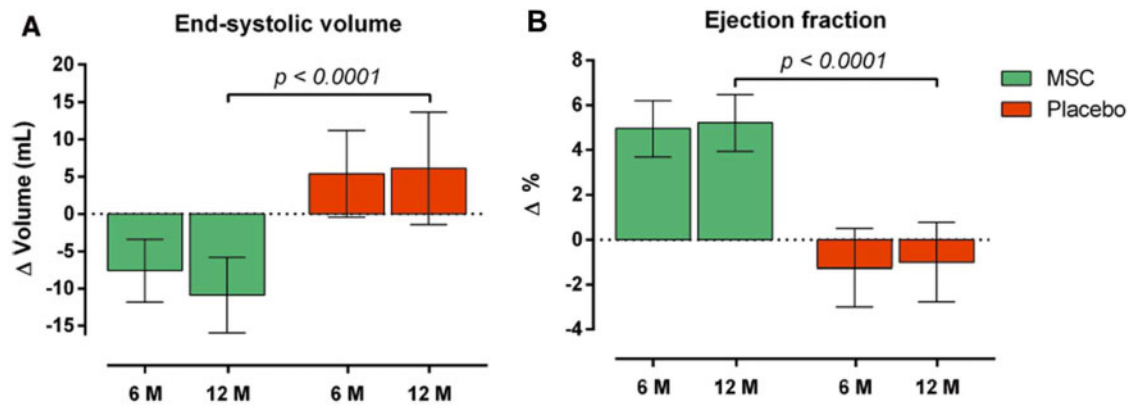 A
End-systolic volume
p < 0.0001
Δ Volume (mL)
20
15
10
5
0
-5
-10
-15
6 M
12 M
6 M
12 M
B
Ejection fraction
p < 0.0001
Δ %
8
6
4
2
0
-2
-4
6 M
12 M
6 M
12 M
MSC
Placebo